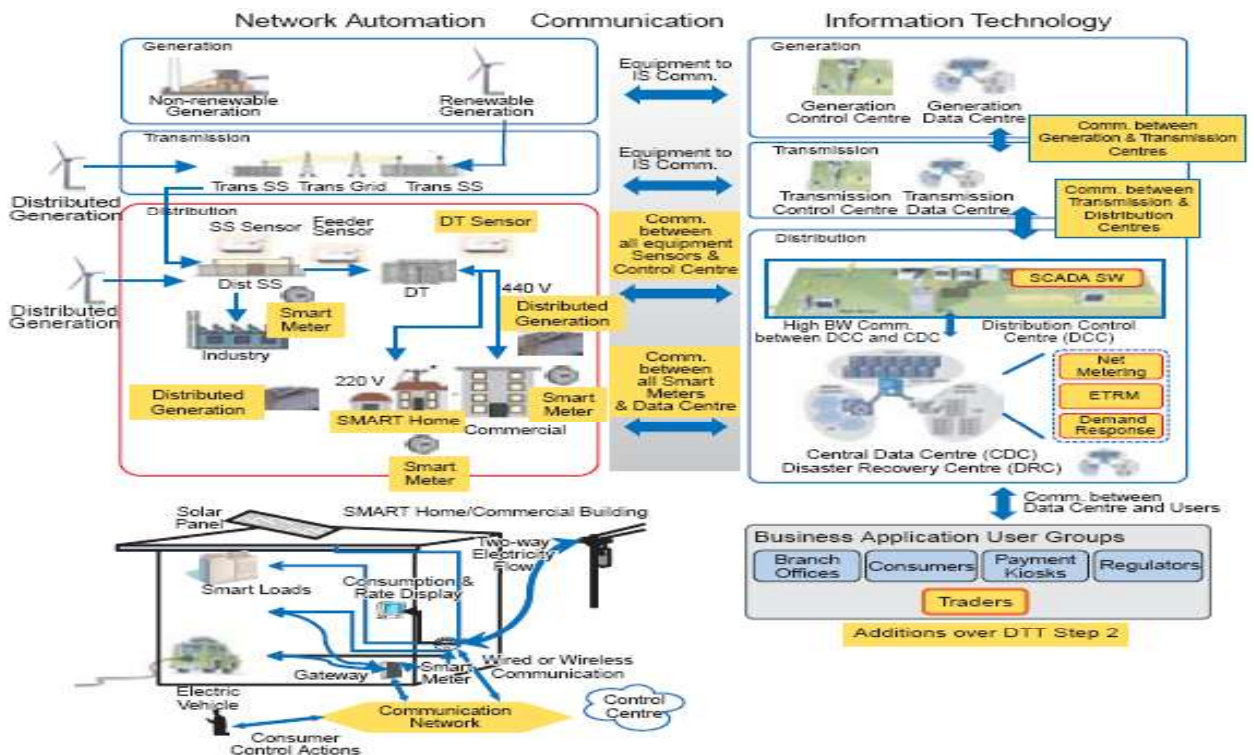 Network Automation
Communication
Information Technology
Generation
Non-renewable
Generation
Renewable
Generation
Transmission
Trans SS
Trans Grid
Trans SS
Distributed
Generation
Distribution
SS Sensor
Feeder
Sensor
DT Sensor
Dist SS
DT
Smart
Meter
440 V
Distributed
Generation
Distributed
Generation
Industry
220 V
Distributed
Generation
SMART Home
Commercial
Smart
Meter
Smart
Meter
Equipment to
IS Comm.
Equipment to
IS Comm.
Comm.
between
all equipment
Sensors &
Control Centre
Comm.
between
all Smart
Meters
& Data Centre
Generation
Generation
Control Centre
Generation
Data Centre
Comm. between
Generation & Transmission
Centres
Transmission
Transmission
Control Centre
Transmission
Data Centre
Comm. between
Transmission &
Distribution
Centres
Distribution
SCADA SW
High BW Comm.
between DCC and CDC
Distribution Control
Centre (DCC)
Net
Metering
ETRM
Demand
Response
Central Data Centre (CDC)
Disaster Recovery Centre (DRC)
Comm. between
Data Centre and Users
Business Application User Groups
Branch
Offices
Consumers
Payment
Kiosks
Regulators
Traders
Additions over DTT Step 2
Solar
Panel
SMART Home/Commercial Building
Two-way
Electricity
Flow
Smart Loads
Consumption &
Rate Display
Gateway
Smart
Meter
Wired or Wireless
Communication
Electric
Vehicle
Communication
Network
Control
Centre
Consumer
Control Actions